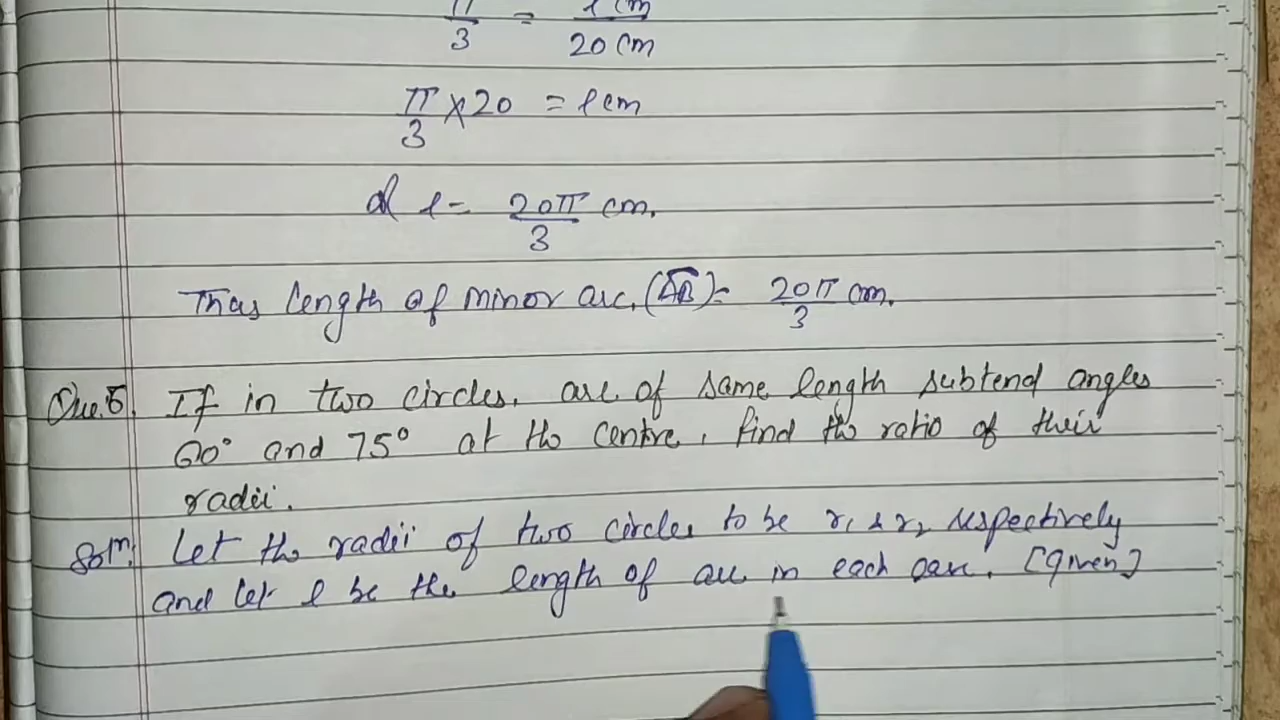 π/3 = l cm/20 cm
π/3 × 20 = l cm
l = 20π/3 cm.
Thus length of minor arc, (AB) = 20π/3 cm.
Que.6. If in two circles, arc of same length subtend angles
60° and 75° at the centre, find the ratio of their
radii.
Solⁿ. Let the radii of two circles to be r₁ & r₂ respectively
and let l be the length of arc in each case. [given]